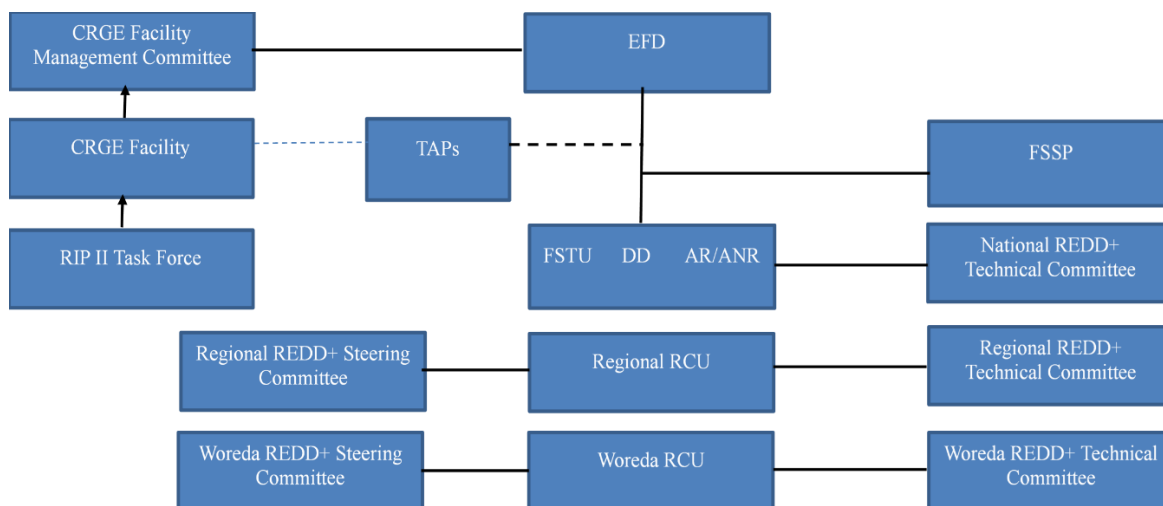 CRGE Facility
Management Committee
EFD
CRGE Facility
TAPs
FSSP
RIP II Task Force
FSTU DD AR/ANR
National REDD+
Technical Committee
Regional REDD+ Steering
Committee
Regional RCU
Regional REDD+
Technical Committee
Woreda REDD+ Steering
Committee
Woreda RCU
Woreda REDD+ Technical
Committee